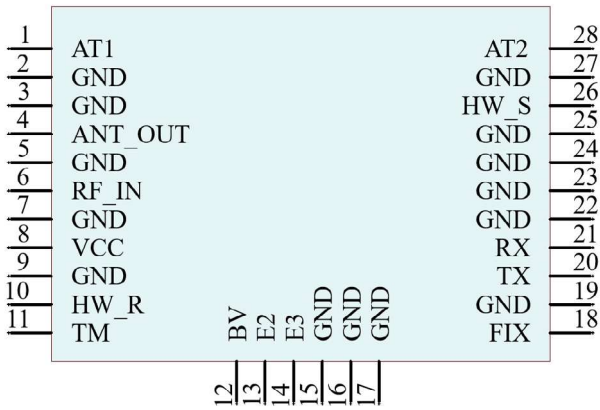 1 AT1 AT2 28
2 GND GND 27
3 GND HW_S 26
4 ANT_OUT GND 25
5 GND GND 24
6 RF_IN GND 23
7 GND GND 22
8 VCC RX 21
9 GND TX 20
10 HW_R GND 19
11 TM FIX 18
BV E2 E3 GND GND GND
12 13 14 15 16 17